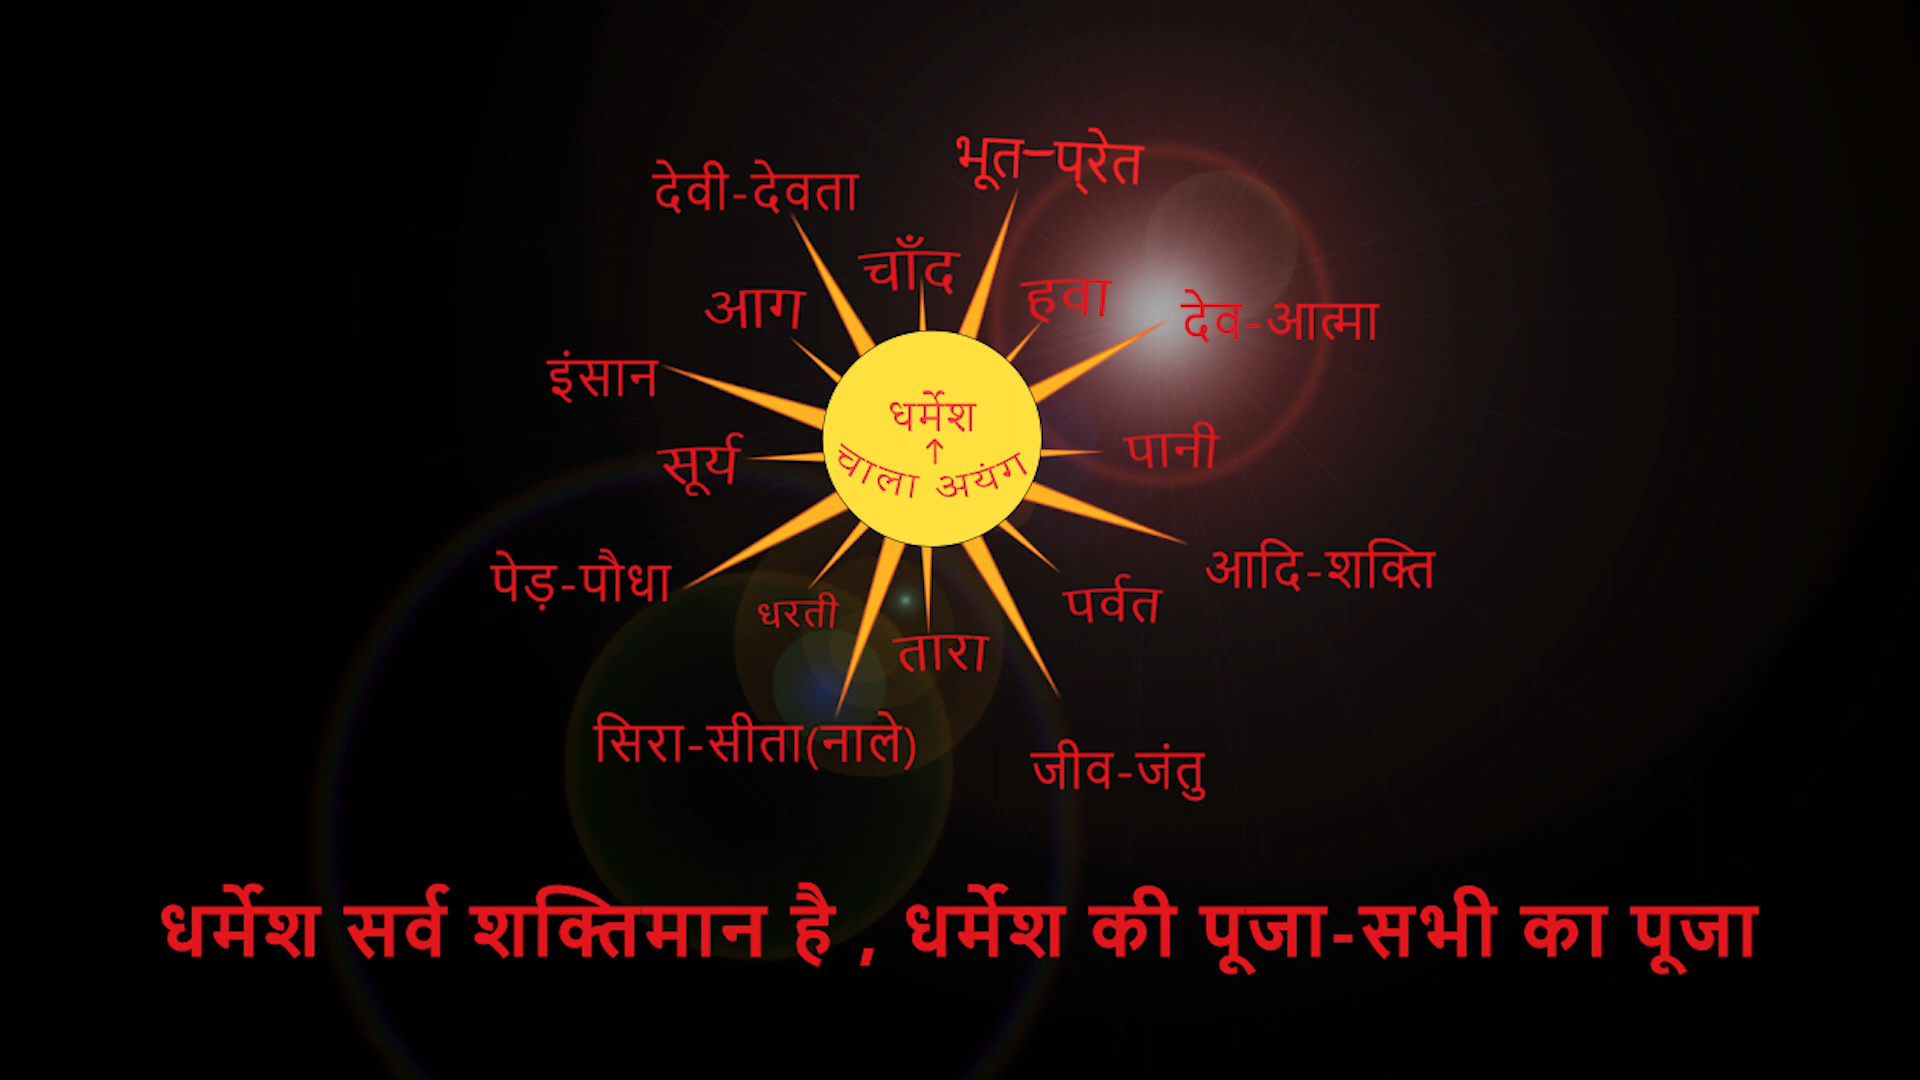 भूत-प्रेत
देवी-देवता
चाँद
हवा
आग
देव-आत्मा
इंसान
धर्मेश
↑
चाला अयंग
सूर्य
पानी
पेड़-पौधा
आदि-शक्ति
धरती
पर्वत
तारा
सिरा-सीता(नाले)
जीव-जंतु
धर्मेश सर्व शक्तिमान है , धर्मेश की पूजा-सभी का पूजा